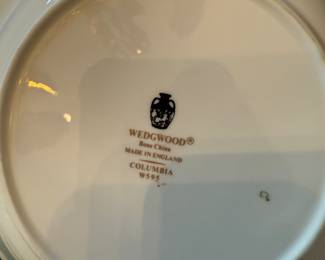 WEDGWOOD®
Bone China
MADE IN ENGLAND
COLUMBIA
W595